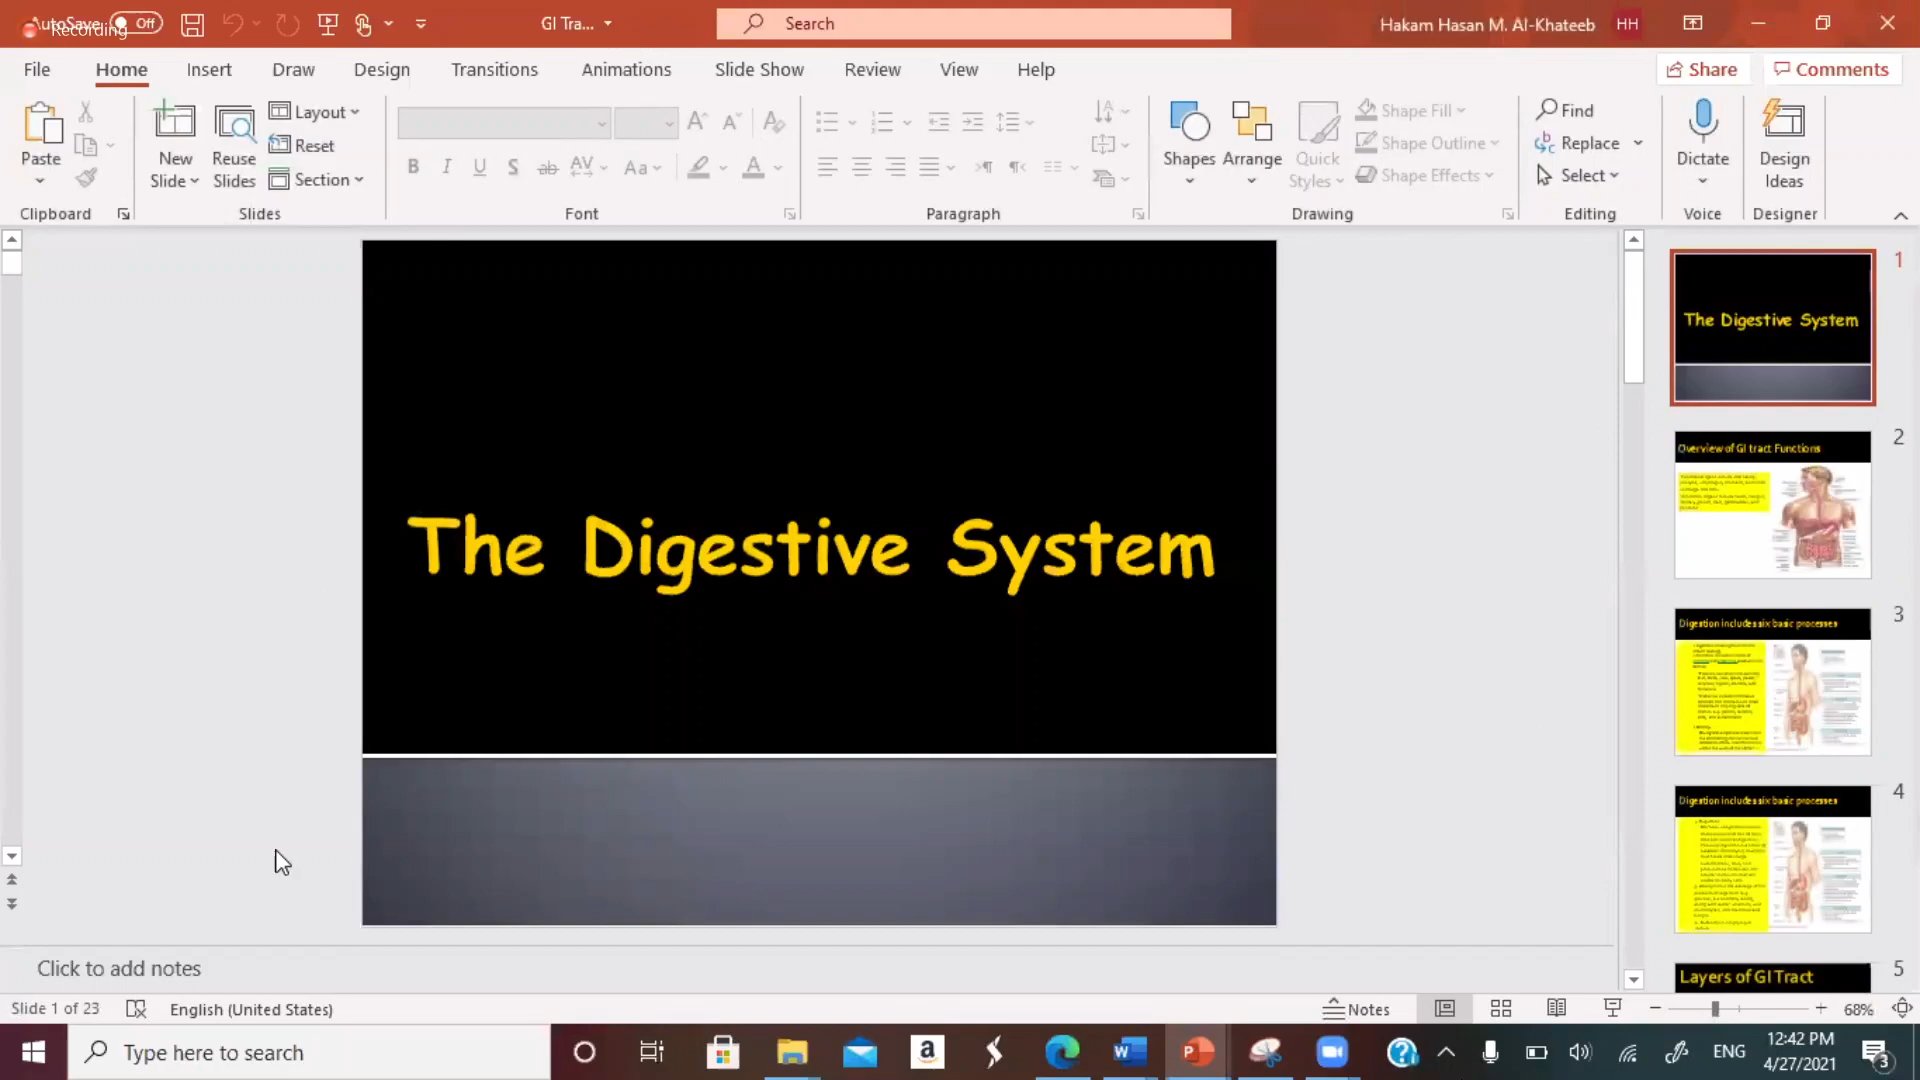 AutoSave Off
Recording
GI Tra...
Search
Hakam Hasan M. Al-Khateeb HH
File Home Insert Draw Design Transitions Animations Slide Show Review View Help
Share Comments
Paste
New Slide
Reuse Slides
Layout
Reset
Section
B I U S ab AV Aa A
Shapes Arrange Quick Styles
Shape Fill
Shape Outline
Shape Effects
Find
Replace
Select
Dictate
Design Ideas
Clipboard Slides Font Paragraph Drawing Editing Voice Designer
The Digestive System
1
The Digestive System
2
Overview of GI tract Functions
3
Digestion includes six basic processes
4
Digestion includes six basic processes
5
Layers of GI Tract
Click to add notes
Slide 1 of 23 English (United States) Notes 68%
Type here to search
ENG
12:42 PM
4/27/2021
3